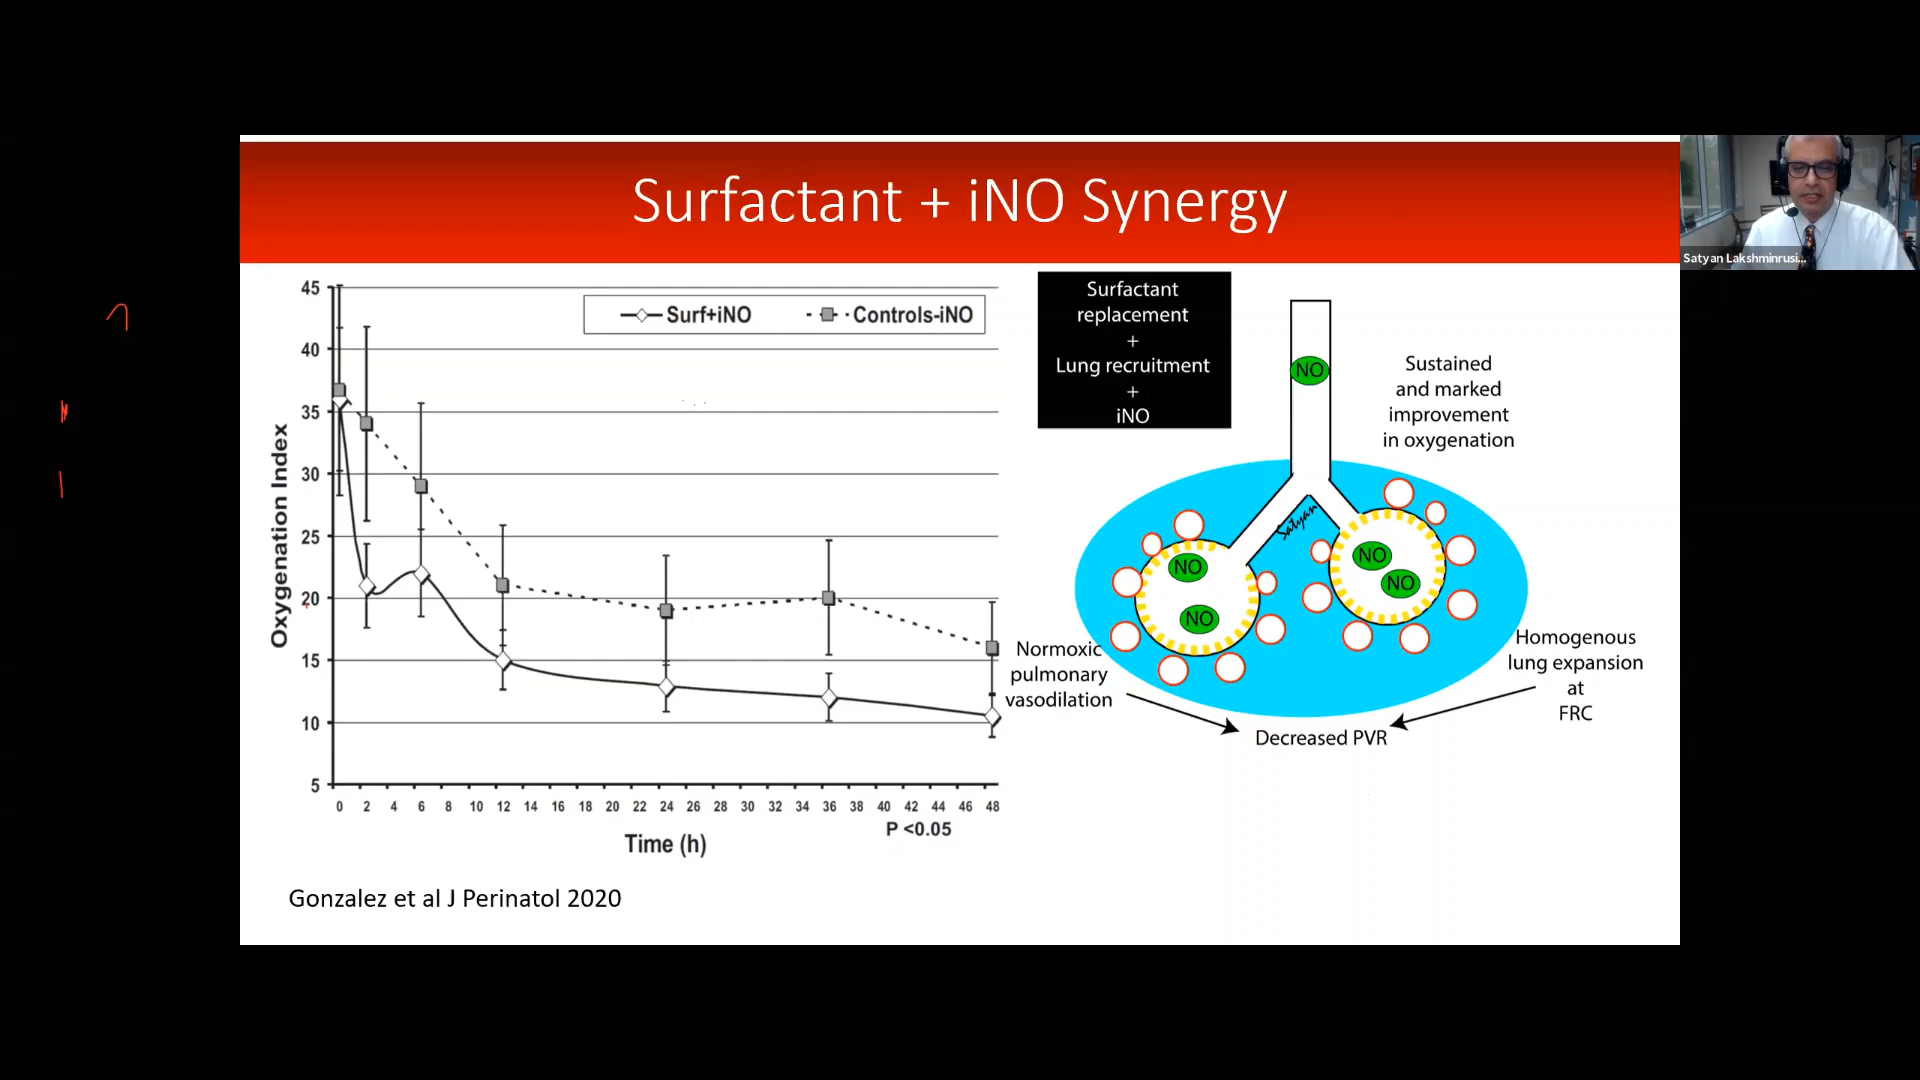 Surfactant + iNO Synergy
Satyan Lakshminrusi...
45
40
35
30
25
20
15
10
5
Oxygenation Index
Surf+iNO
Controls-iNO
0 2 4 6 8 10 12 14 16 18 20 22 24 26 28 30 32 34 36 38 40 42 44 46 48
P <0.05
Time (h)
Gonzalez et al J Perinatol 2020
Surfactant
replacement
+
Lung recruitment
+
iNO
NO
Sustained
and marked
improvement
in oxygenation
Satyan
NO
NO
NO
NO
Normoxic
pulmonary
vasodilation
Homogenous
lung expansion
at
FRC
Decreased PVR